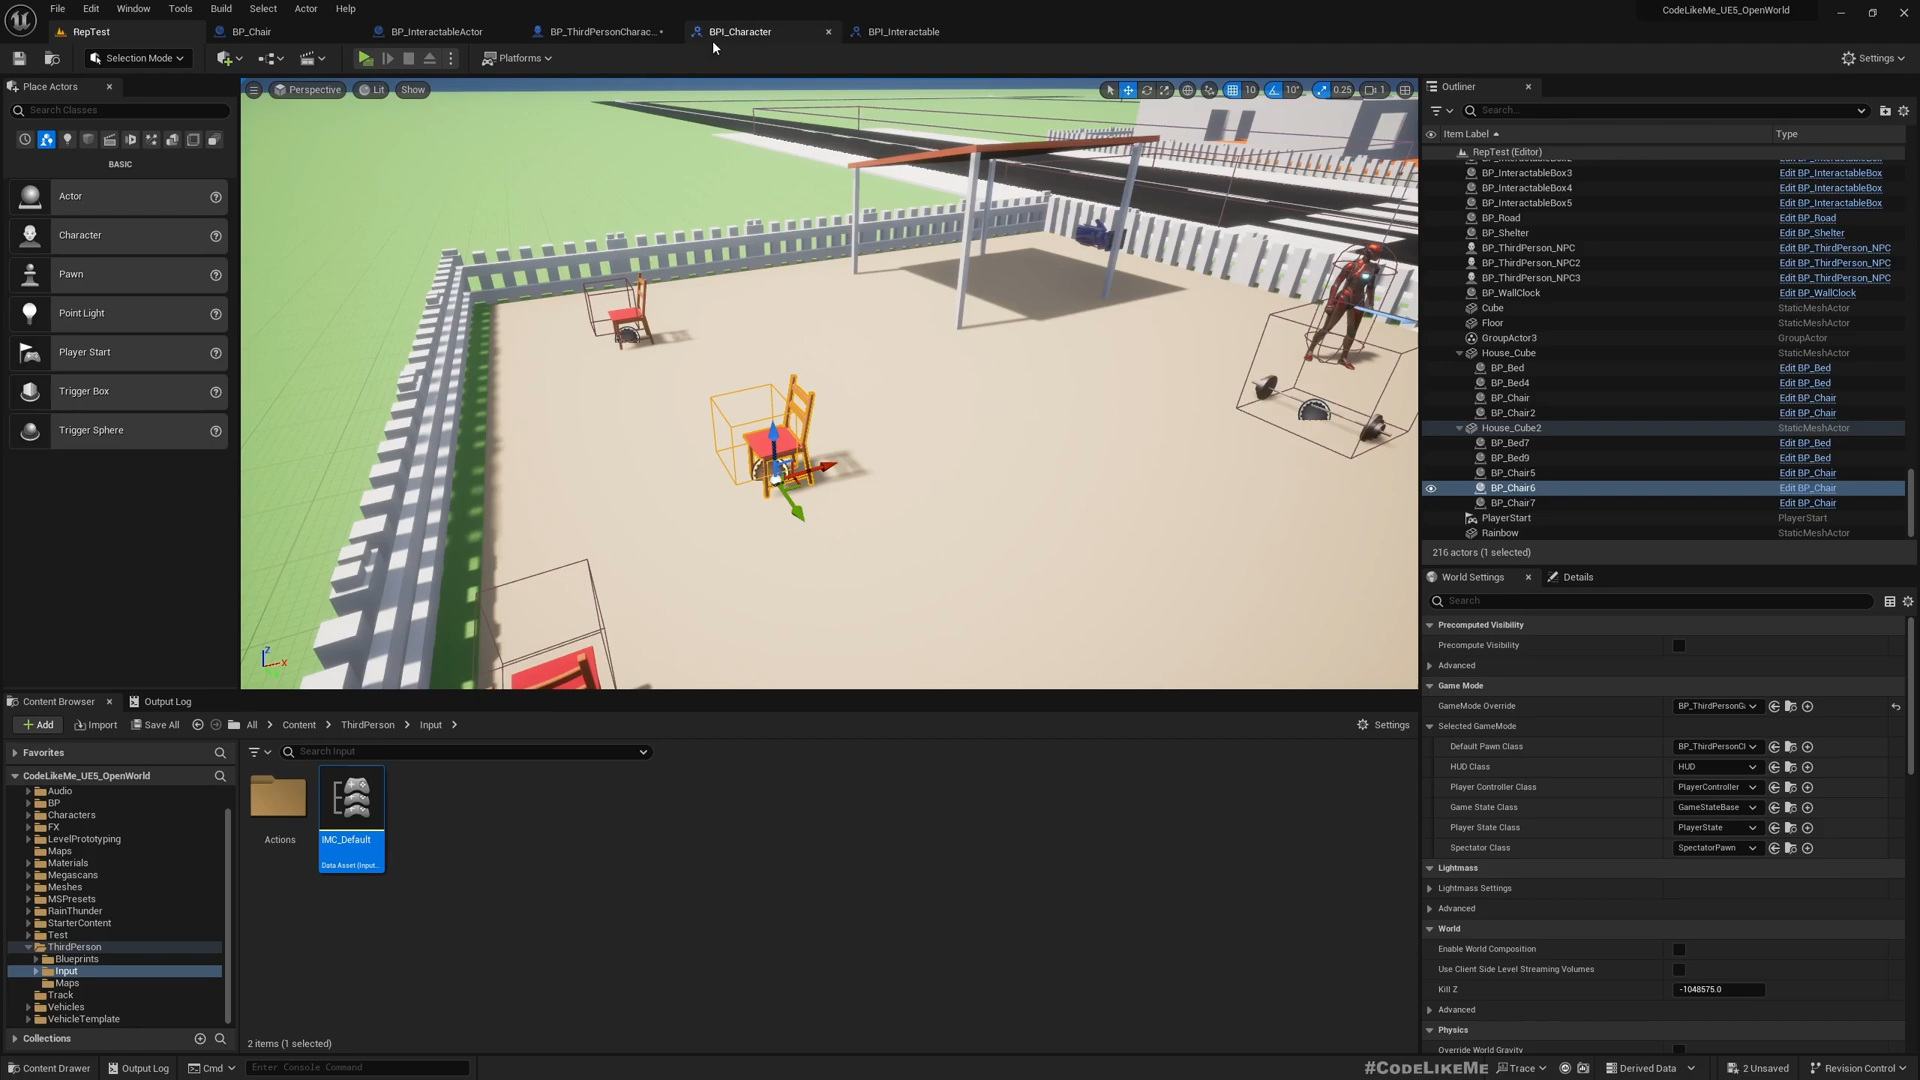 File Edit Window Tools Build Select Actor Help
CodeLikeMe_UE5_OpenWorld
RepTest BP_Chair BP_InteractableActor BP_ThirdPersonCharac...• BPI_Character BPI_Interactable
Selection Mode Platforms Settings
Place Actors
Search Classes
BASIC
Actor
Character
Pawn
Point Light
Player Start
Trigger Box
Trigger Sphere
Perspective Lit Show
10 10° 0.25 1
Z
X
Outliner
Search...
Item Label Type
RepTest (Editor)
BP_InteractableBox2 Edit BP_InteractableBox
BP_InteractableBox3 Edit BP_InteractableBox
BP_InteractableBox4 Edit BP_InteractableBox
BP_InteractableBox5 Edit BP_InteractableBox
BP_Road Edit BP_Road
BP_Shelter Edit BP_Shelter
BP_ThirdPerson_NPC Edit BP_ThirdPerson_NPC
BP_ThirdPerson_NPC2 Edit BP_ThirdPerson_NPC
BP_ThirdPerson_NPC3 Edit BP_ThirdPerson_NPC
BP_WallClock Edit BP_WallClock
Cube StaticMeshActor
Floor StaticMeshActor
GroupActor3 GroupActor
House_Cube StaticMeshActor
BP_Bed Edit BP_Bed
BP_Bed4 Edit BP_Bed
BP_Chair Edit BP_Chair
BP_Chair2 Edit BP_Chair
House_Cube2 StaticMeshActor
BP_Bed7 Edit BP_Bed
BP_Bed9 Edit BP_Bed
BP_Chair5 Edit BP_Chair
BP_Chair6 Edit BP_Chair
BP_Chair7 Edit BP_Chair
PlayerStart PlayerStart
Rainbow StaticMeshActor
216 actors (1 selected)
World Settings Details
Search
Precomputed Visibility
Precompute Visibility
Advanced
Game Mode
GameMode Override BP_ThirdPersonG
Selected GameMode
Default Pawn Class BP_ThirdPersonCl
HUD Class HUD
Player Controller Class PlayerController
Game State Class GameStateBase
Player State Class PlayerState
Spectator Class SpectatorPawn
Lightmass
Lightmass Settings
Advanced
World
Enable World Composition
Use Client Side Level Streaming Volumes
Kill Z -1048575.0
Advanced
Physics
Override World Gravity
Content Browser Output Log
Add Import Save All All Content ThirdPerson Input Settings
Favorites
Search Input
CodeLikeMe_UE5_OpenWorld
Audio
BP
Characters
FX
LevelPrototyping
Maps
Materials
Megascans
Meshes
MSPresets
RainThunder
StarterContent
Test
ThirdPerson
Blueprints
Input
Maps
Track
Vehicles
VehicleTemplate
Collections
Actions
IMC_Default
Data Asset (Input...
2 items (1 selected)
Content Drawer Output Log Cmd Enter Console Command
#CODELIKEME
Trace Derived Data 2 Unsaved Revision Control